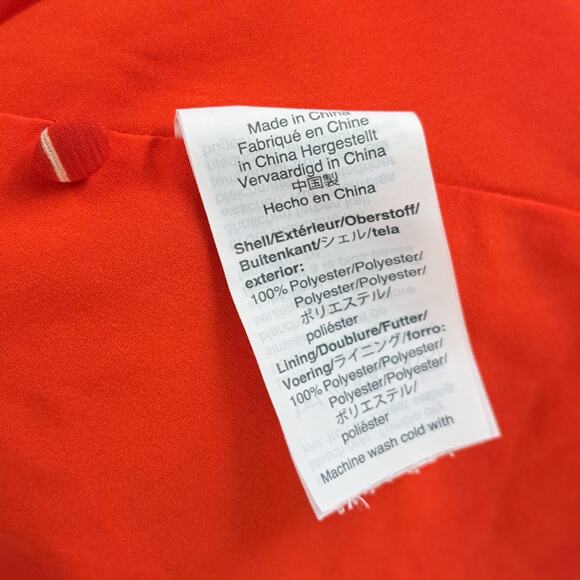 Made in China
Fabriqué en Chine
in China Hergestellt
Vervaardigd in China
中国製
Hecho en China
Shell/Extérieur/Oberstoff/
Buitenkant/シェル/tela
exterior:
100% Polyester/Polyester/
Polyester/Polyester/
ポリエステル/
poliéster
Lining/Doublure/Futter/
Voering/ライニング/forro:
100% Polyester/Polyester/
Polyester/Polyester/
ポリエステル/
poliéster
Machine wash cold with